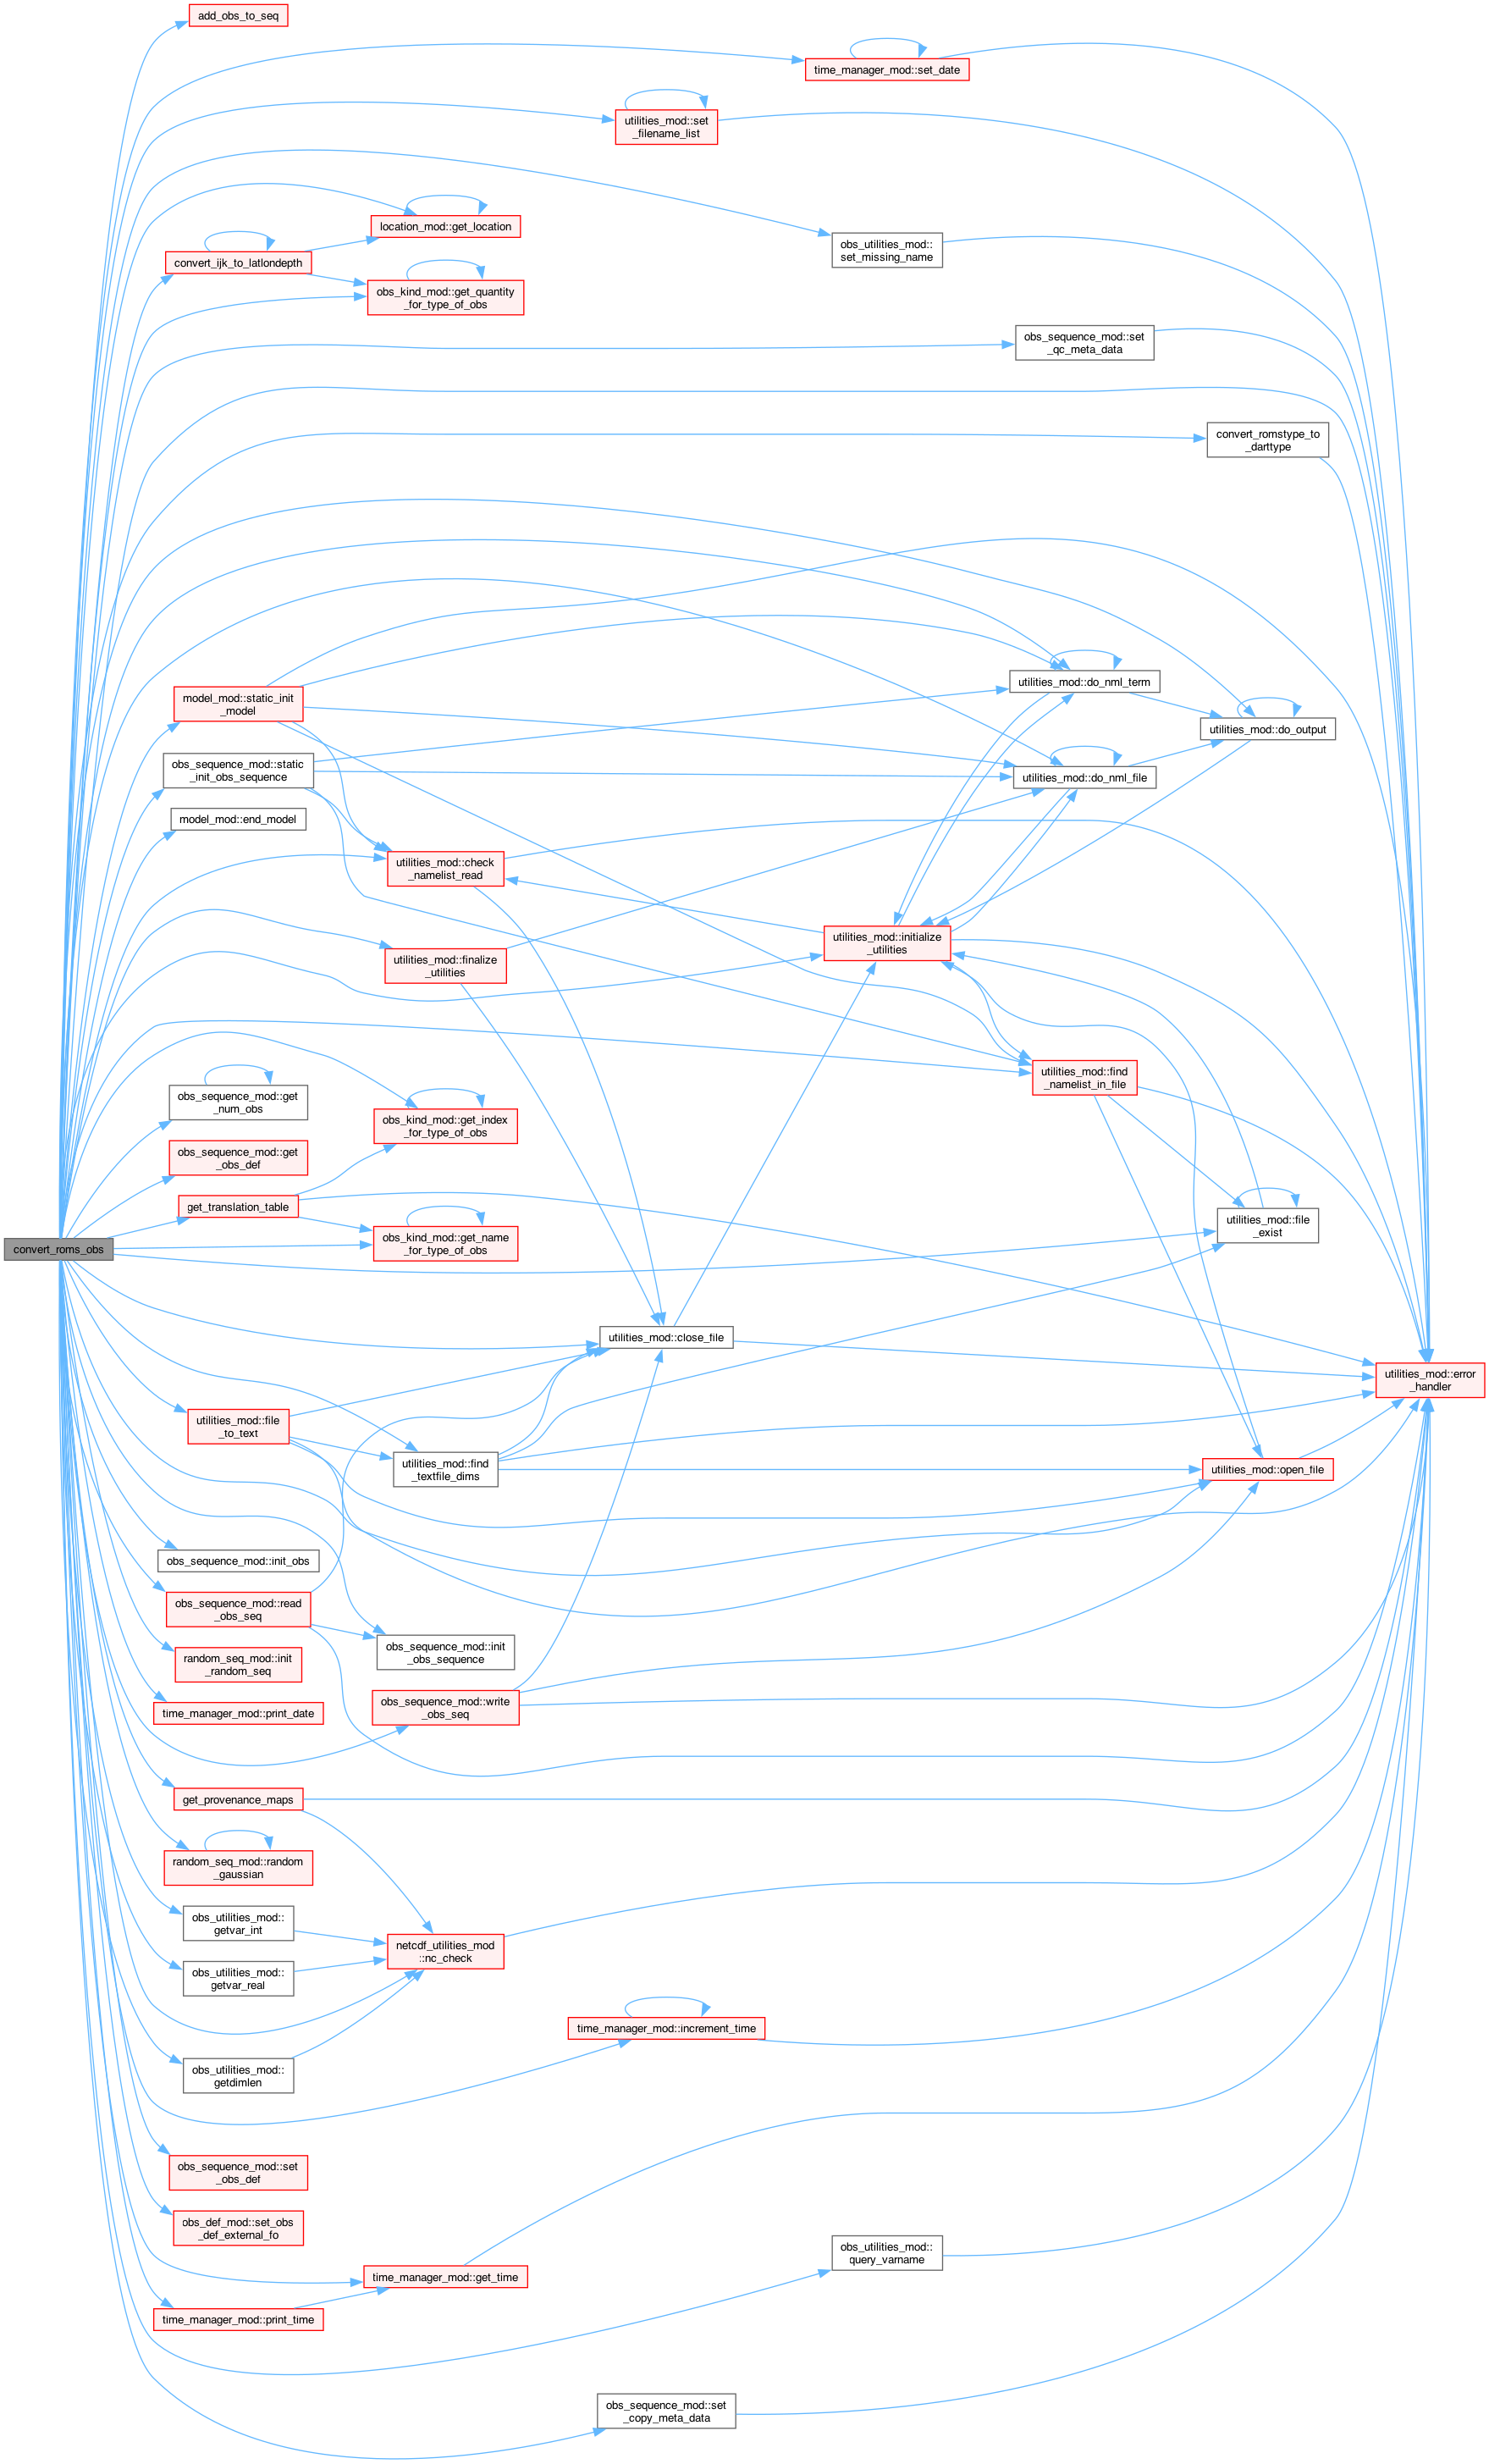 add_obs_to_seq
time_manager_mod::set_date
utilities_mod::set
_filename_list
location_mod::get_location
obs_utilities_mod::
set_missing_name
convert_ijk_to_latlondepth
obs_kind_mod::get_quantity
_for_type_of_obs
obs_sequence_mod::set
_qc_meta_data
convert_romstype_to
_darttype
utilities_mod::do_nml_term
model_mod::static_init
_model
utilities_mod::do_output
obs_sequence_mod::static
_init_obs_sequence
utilities_mod::do_nml_file
model_mod::end_model
utilities_mod::check
_namelist_read
utilities_mod::initialize
_utilities
utilities_mod::finalize
_utilities
utilities_mod::find
_namelist_in_file
obs_sequence_mod::get
_num_obs
obs_kind_mod::get_index
_for_type_of_obs
obs_sequence_mod::get
_obs_def
get_translation_table
utilities_mod::file
_exist
obs_kind_mod::get_name
_for_type_of_obs
convert_roms_obs
utilities_mod::close_file
utilities_mod::error
_handler
utilities_mod::file
_to_text
utilities_mod::find
_textfile_dims
utilities_mod::open_file
obs_sequence_mod::init_obs
obs_sequence_mod::read
_obs_seq
obs_sequence_mod::init
_obs_sequence
random_seq_mod::init
_random_seq
obs_sequence_mod::write
_obs_seq
time_manager_mod::print_date
get_provenance_maps
random_seq_mod::random
_gaussian
obs_utilities_mod::
getvar_int
netcdf_utilities_mod
::nc_check
obs_utilities_mod::
getvar_real
time_manager_mod::increment_time
obs_utilities_mod::
getdimlen
obs_sequence_mod::set
_obs_def
obs_def_mod::set_obs
_def_external_fo
obs_utilities_mod::
query_varname
time_manager_mod::get_time
time_manager_mod::print_time
obs_sequence_mod::set
_copy_meta_data